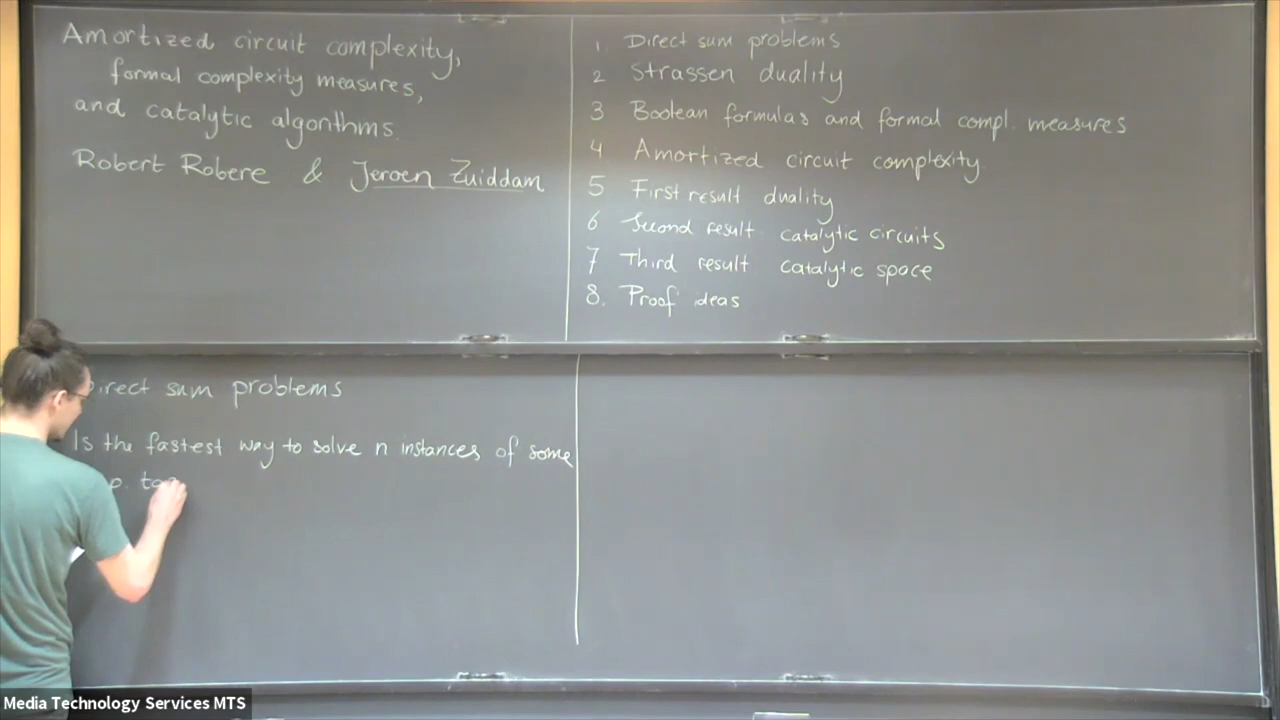 Amortized circuit complexity,
formal complexity measures,
and catalytic algorithms.
Robert Robere & Jeroen Zuiddam
1. Direct sum problems
2 Strassen duality
3 Boolean formulas and formal compl. measures
4 Amortized circuit complexity
5 First result duality
6 Second result catalytic circuits
7 Third result catalytic space
8. Proof ideas
Direct sum problems
Is the fastest way to solve n instances of some
Media Technology Services MTS